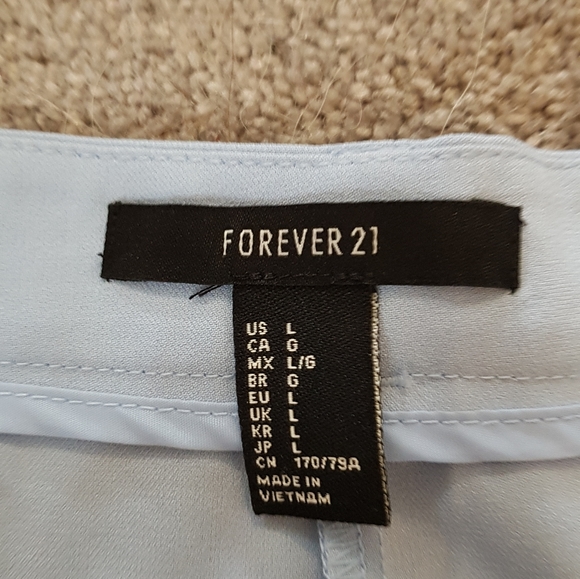 FOREVER 21
US L
CA G
MX L/G
BR G
EU L
UK L
KR L
JP L
CN 170/79A
MADE IN
VIETNAM